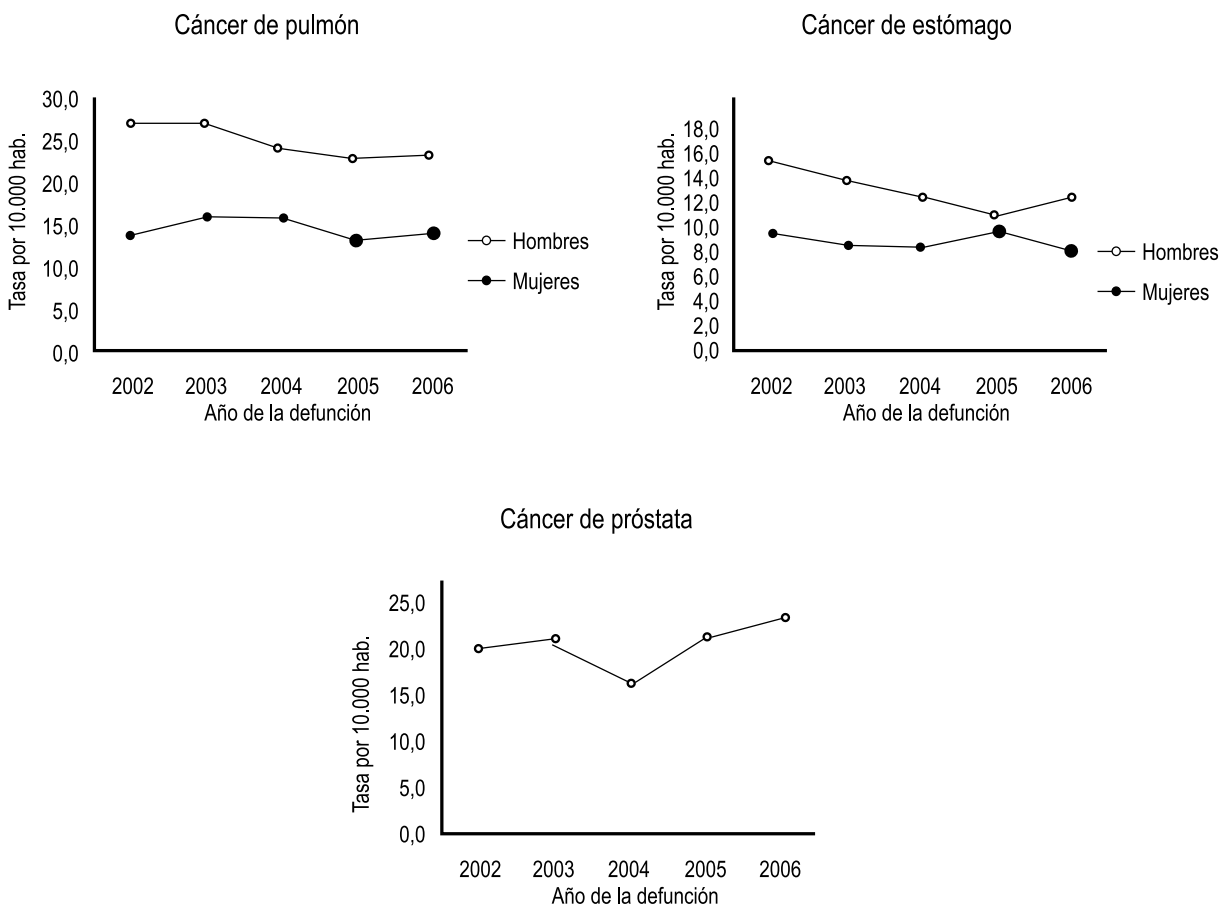 Cáncer de pulmón
Tasa por 10.000 hab.
30,0
25,0
20,0
15,0
10,0
5,0
0,0
2002 2003 2004 2005 2006
Año de la defunción
Hombres
Mujeres
Cáncer de estómago
Tasa por 10.000 hab.
18,0
16,0
14,0
12,0
10,0
8,0
6,0
4,0
2,0
0,0
2002 2003 2004 2005 2006
Año de la defunción
Hombres
Mujeres
Cáncer de próstata
Tasa por 10.000 hab.
25,0
20,0
15,0
10,0
5,0
0,0
2002 2003 2004 2005 2006
Año de la defunción